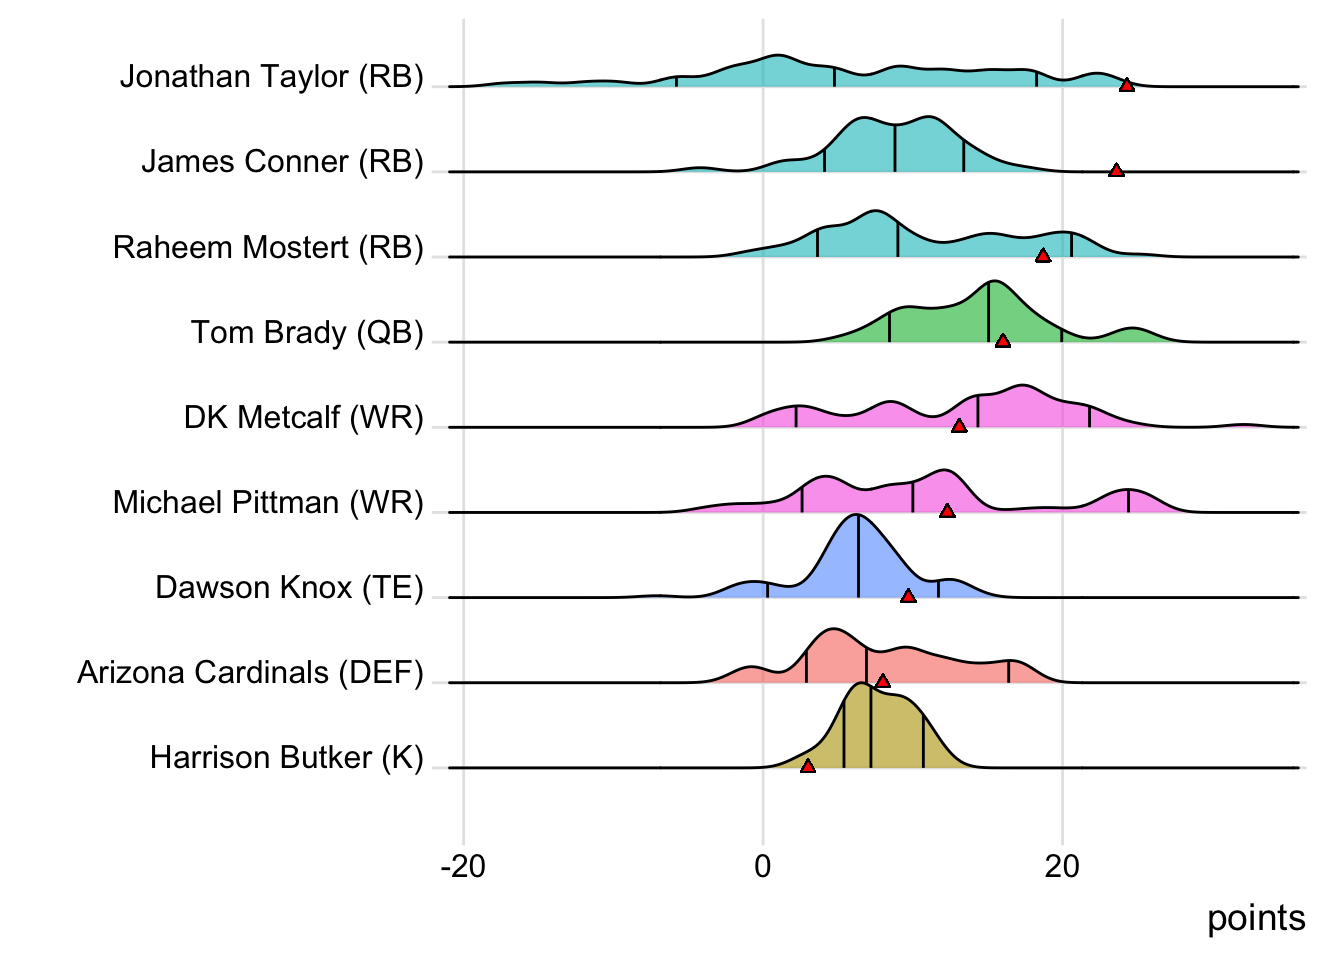 Jonathan Taylor (RB)
James Conner (RB)
Raheem Mostert (RB)
Tom Brady (QB)
DK Metcalf (WR)
Michael Pittman (WR)
Dawson Knox (TE)
Arizona Cardinals (DEF)
Harrison Butker (K)
-20 0 20
points